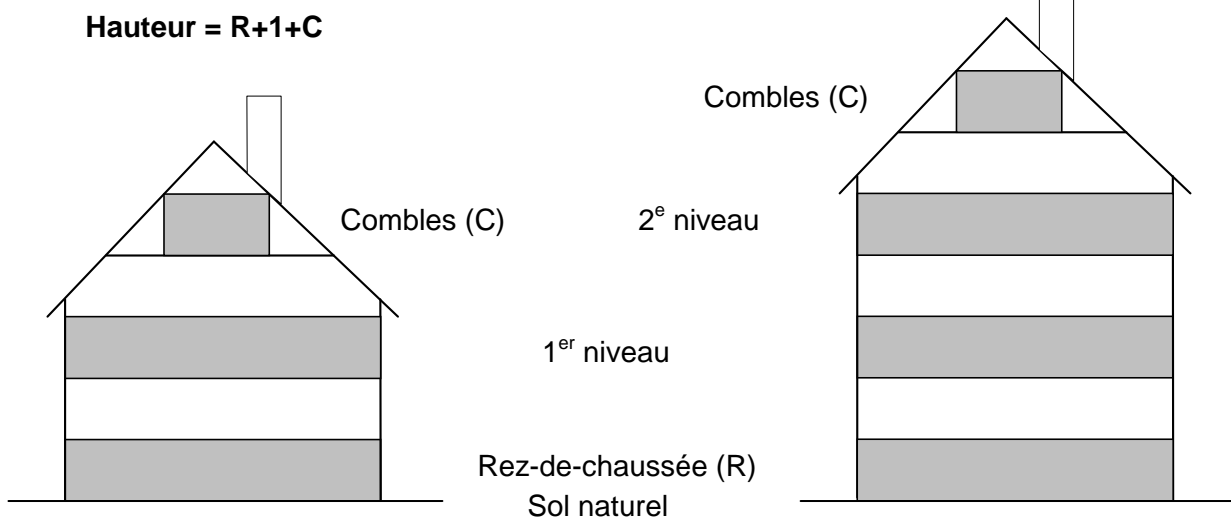 Hauteur = R+1+C
Combles (C)
Combles (C)
2e niveau
1er niveau
Rez-de-chaussée (R)
Sol naturel